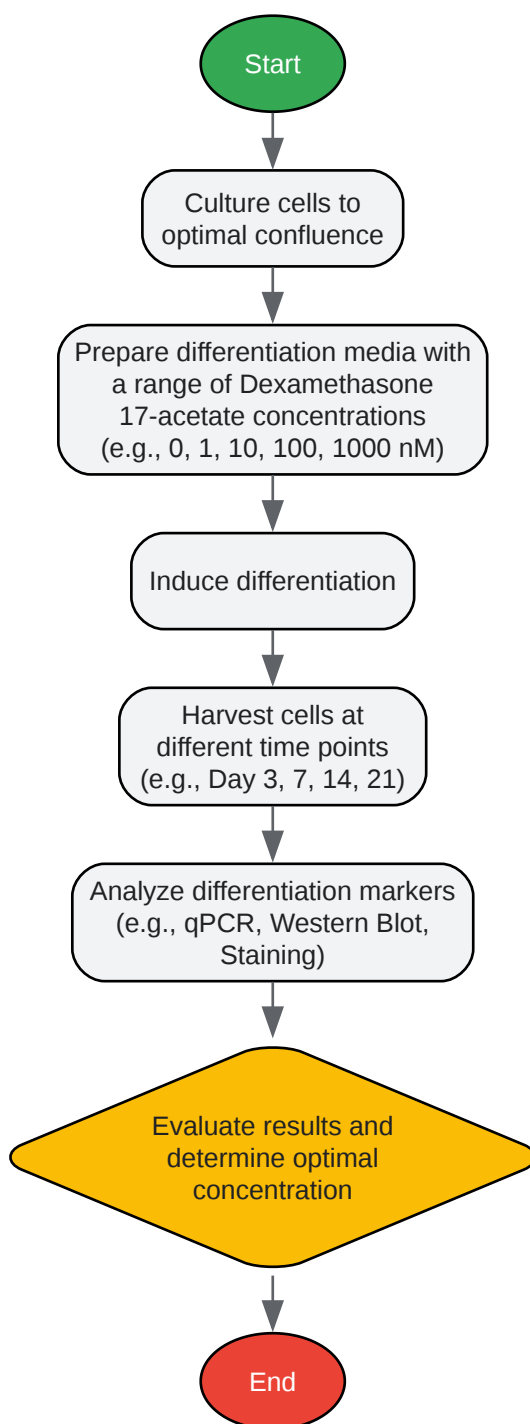 Start
Culture cells to
optimal confluence
Prepare differentiation media with
a range of Dexamethasone
17-acetate concentrations
(e.g., 0, 1, 10, 100, 1000 nM)
Induce differentiation
Harvest cells at
different time points
(e.g., Day 3, 7, 14, 21)
Analyze differentiation markers
(e.g., qPCR, Western Blot,
Staining)
Evaluate results and
determine optimal
concentration
End